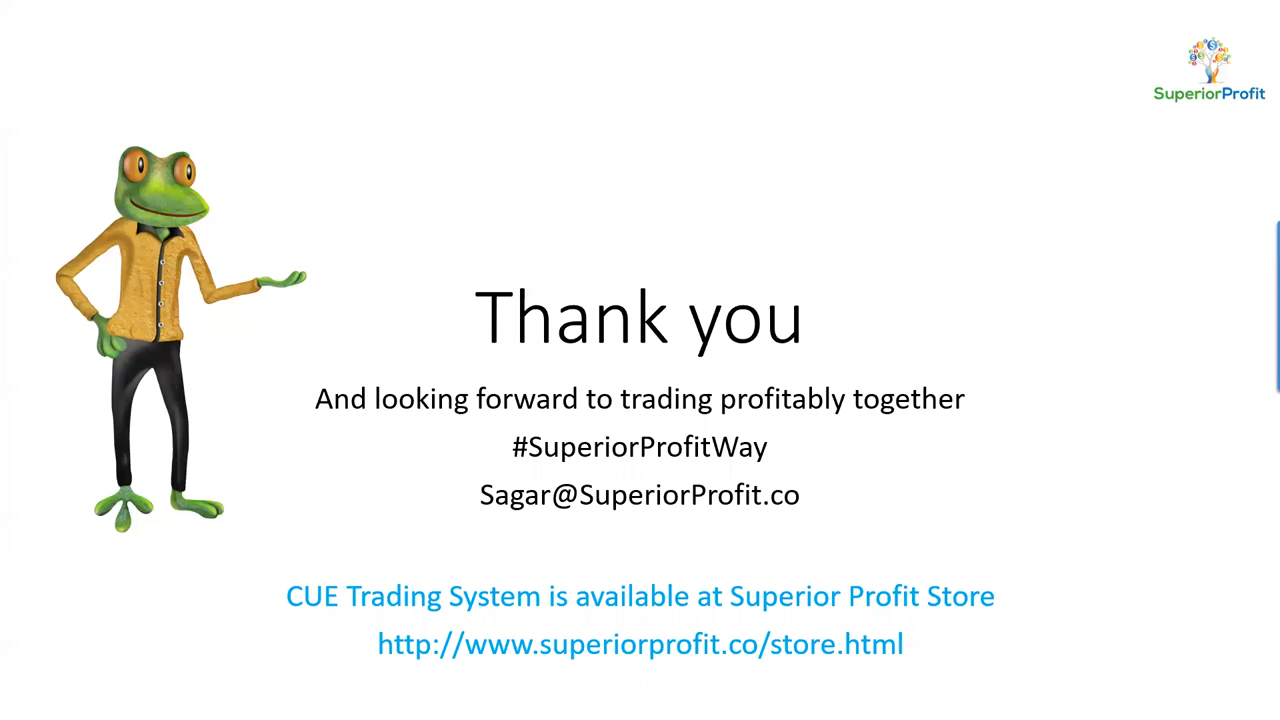 SuperiorProfit
Thank you
And looking forward to trading profitably together
#SuperiorProfitWay
Sagar@SuperiorProfit.co
CUE Trading System is available at Superior Profit Store
http://www.superiorprofit.co/store.html